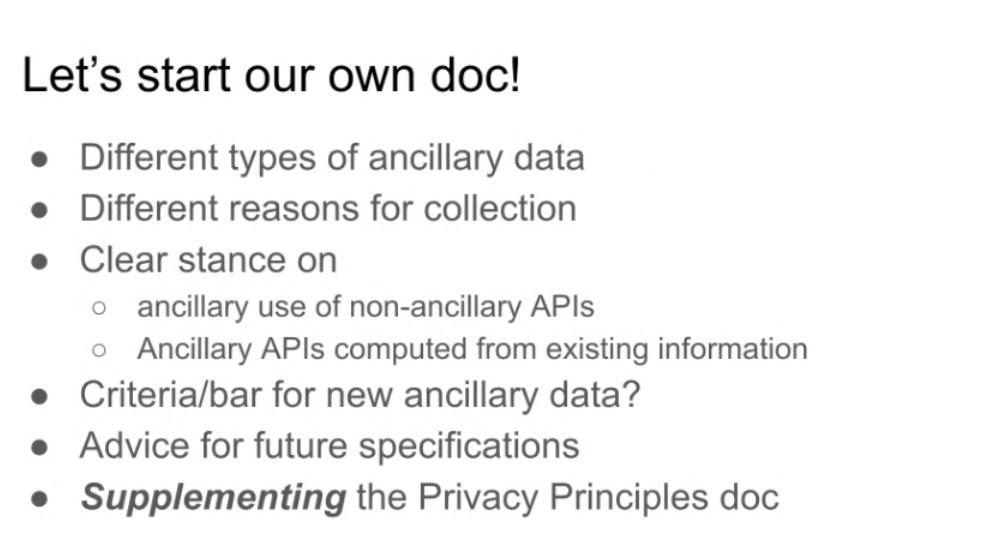 Let’s start our own doc!
● Different types of ancillary data
● Different reasons for collection
● Clear stance on
○ ancillary use of non-ancillary APIs
○ Ancillary APIs computed from existing information
● Criteria/bar for new ancillary data?
● Advice for future specifications
● Supplementing the Privacy Principles doc